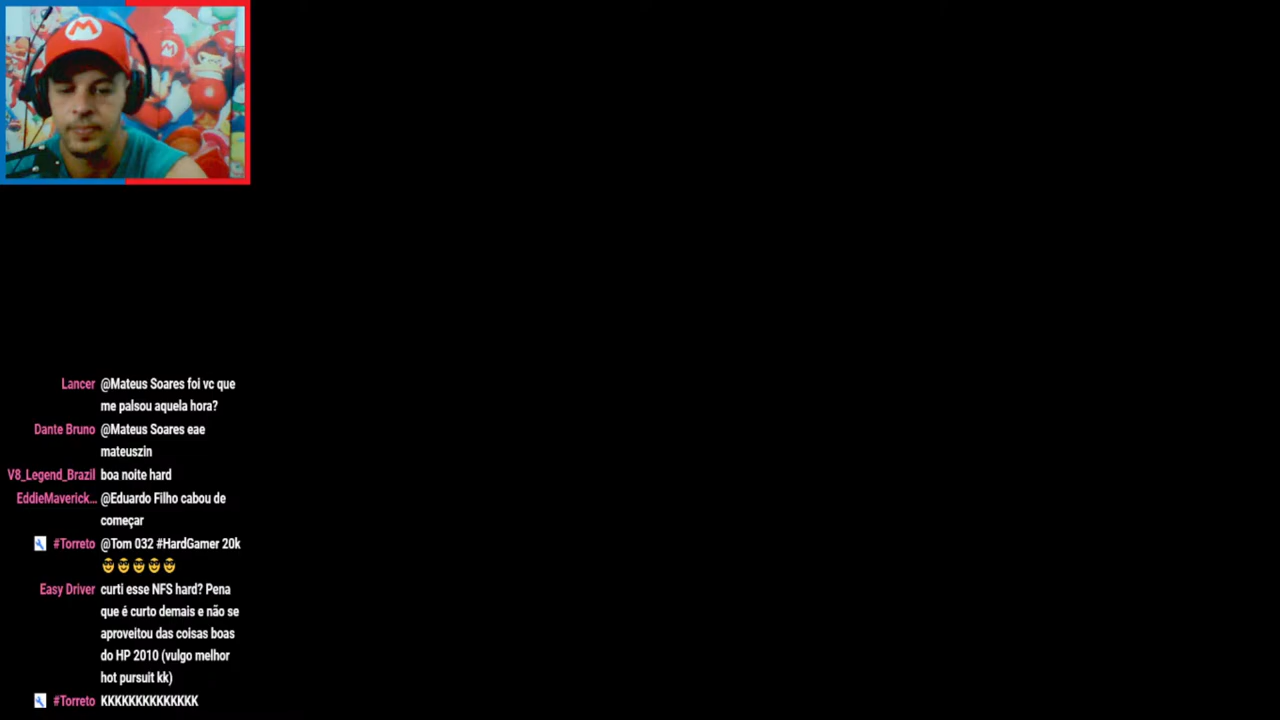 M
M
Lancer @Mateus Soares foi vc que
me palsou aquela hora?
Dante Bruno @Mateus Soares eae
mateuszin
V8_Legend_Brazil boa noite hard
EddieMaverick... @Eduardo Filho cabou de
começar
#Torreto @Tom 032 #HardGamer 20k
Easy Driver curti esse NFS hard? Pena
que é curto demais e não se
aproveitou das coisas boas
do HP 2010 (vulgo melhor
hot pursuit kk)
#Torreto KKKKKKKKKKKKKK